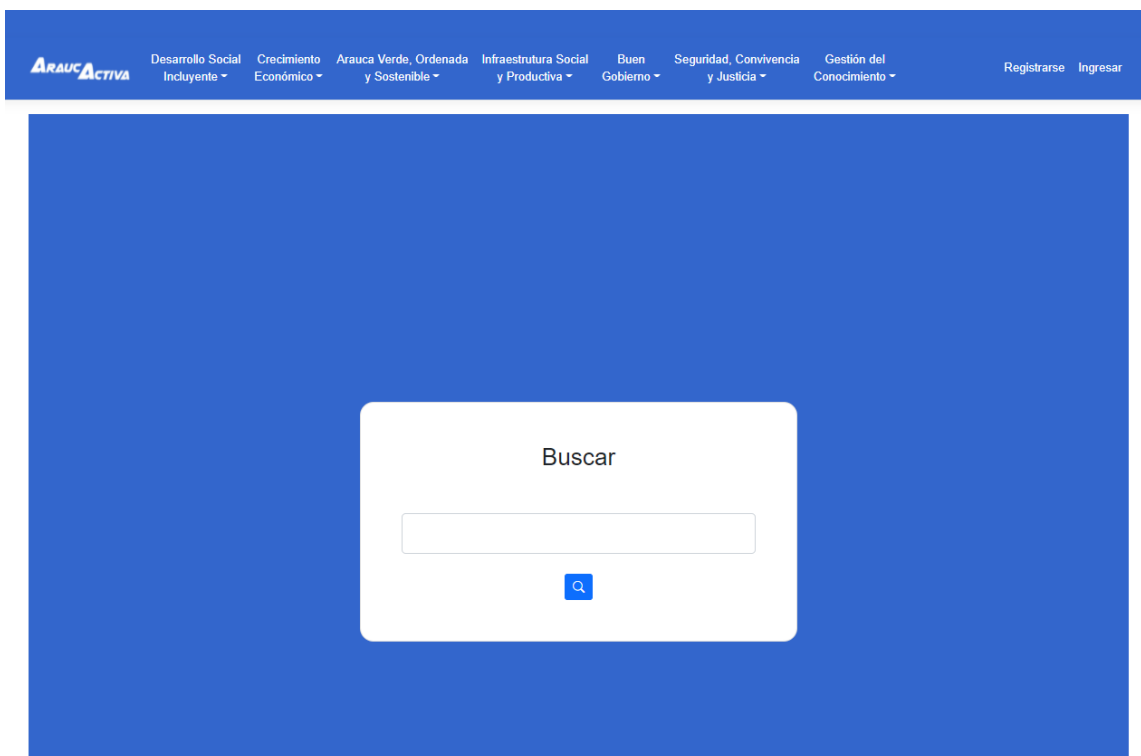 ARAUCACTIVA
Desarrollo Social
Incluyente
Crecimiento
Económico
Arauca Verde, Ordenada
y Sostenible
Infraestrutura Social
y Productiva
Buen
Gobierno
Seguridad, Convivencia
y Justicia
Gestión del
Conocimiento
Registrarse
Ingresar
Buscar